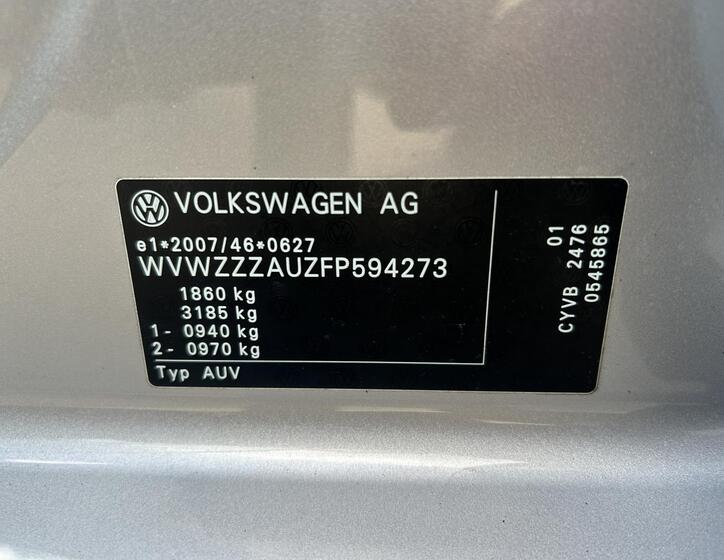 VOLKSWAGEN AG
e1*2007/46*0627
WVWZZZAUZFP594273
1860 kg
3185 kg
1- 0940 kg
2- 0970 kg
Typ AUV
01
CYVB 2476
0545865